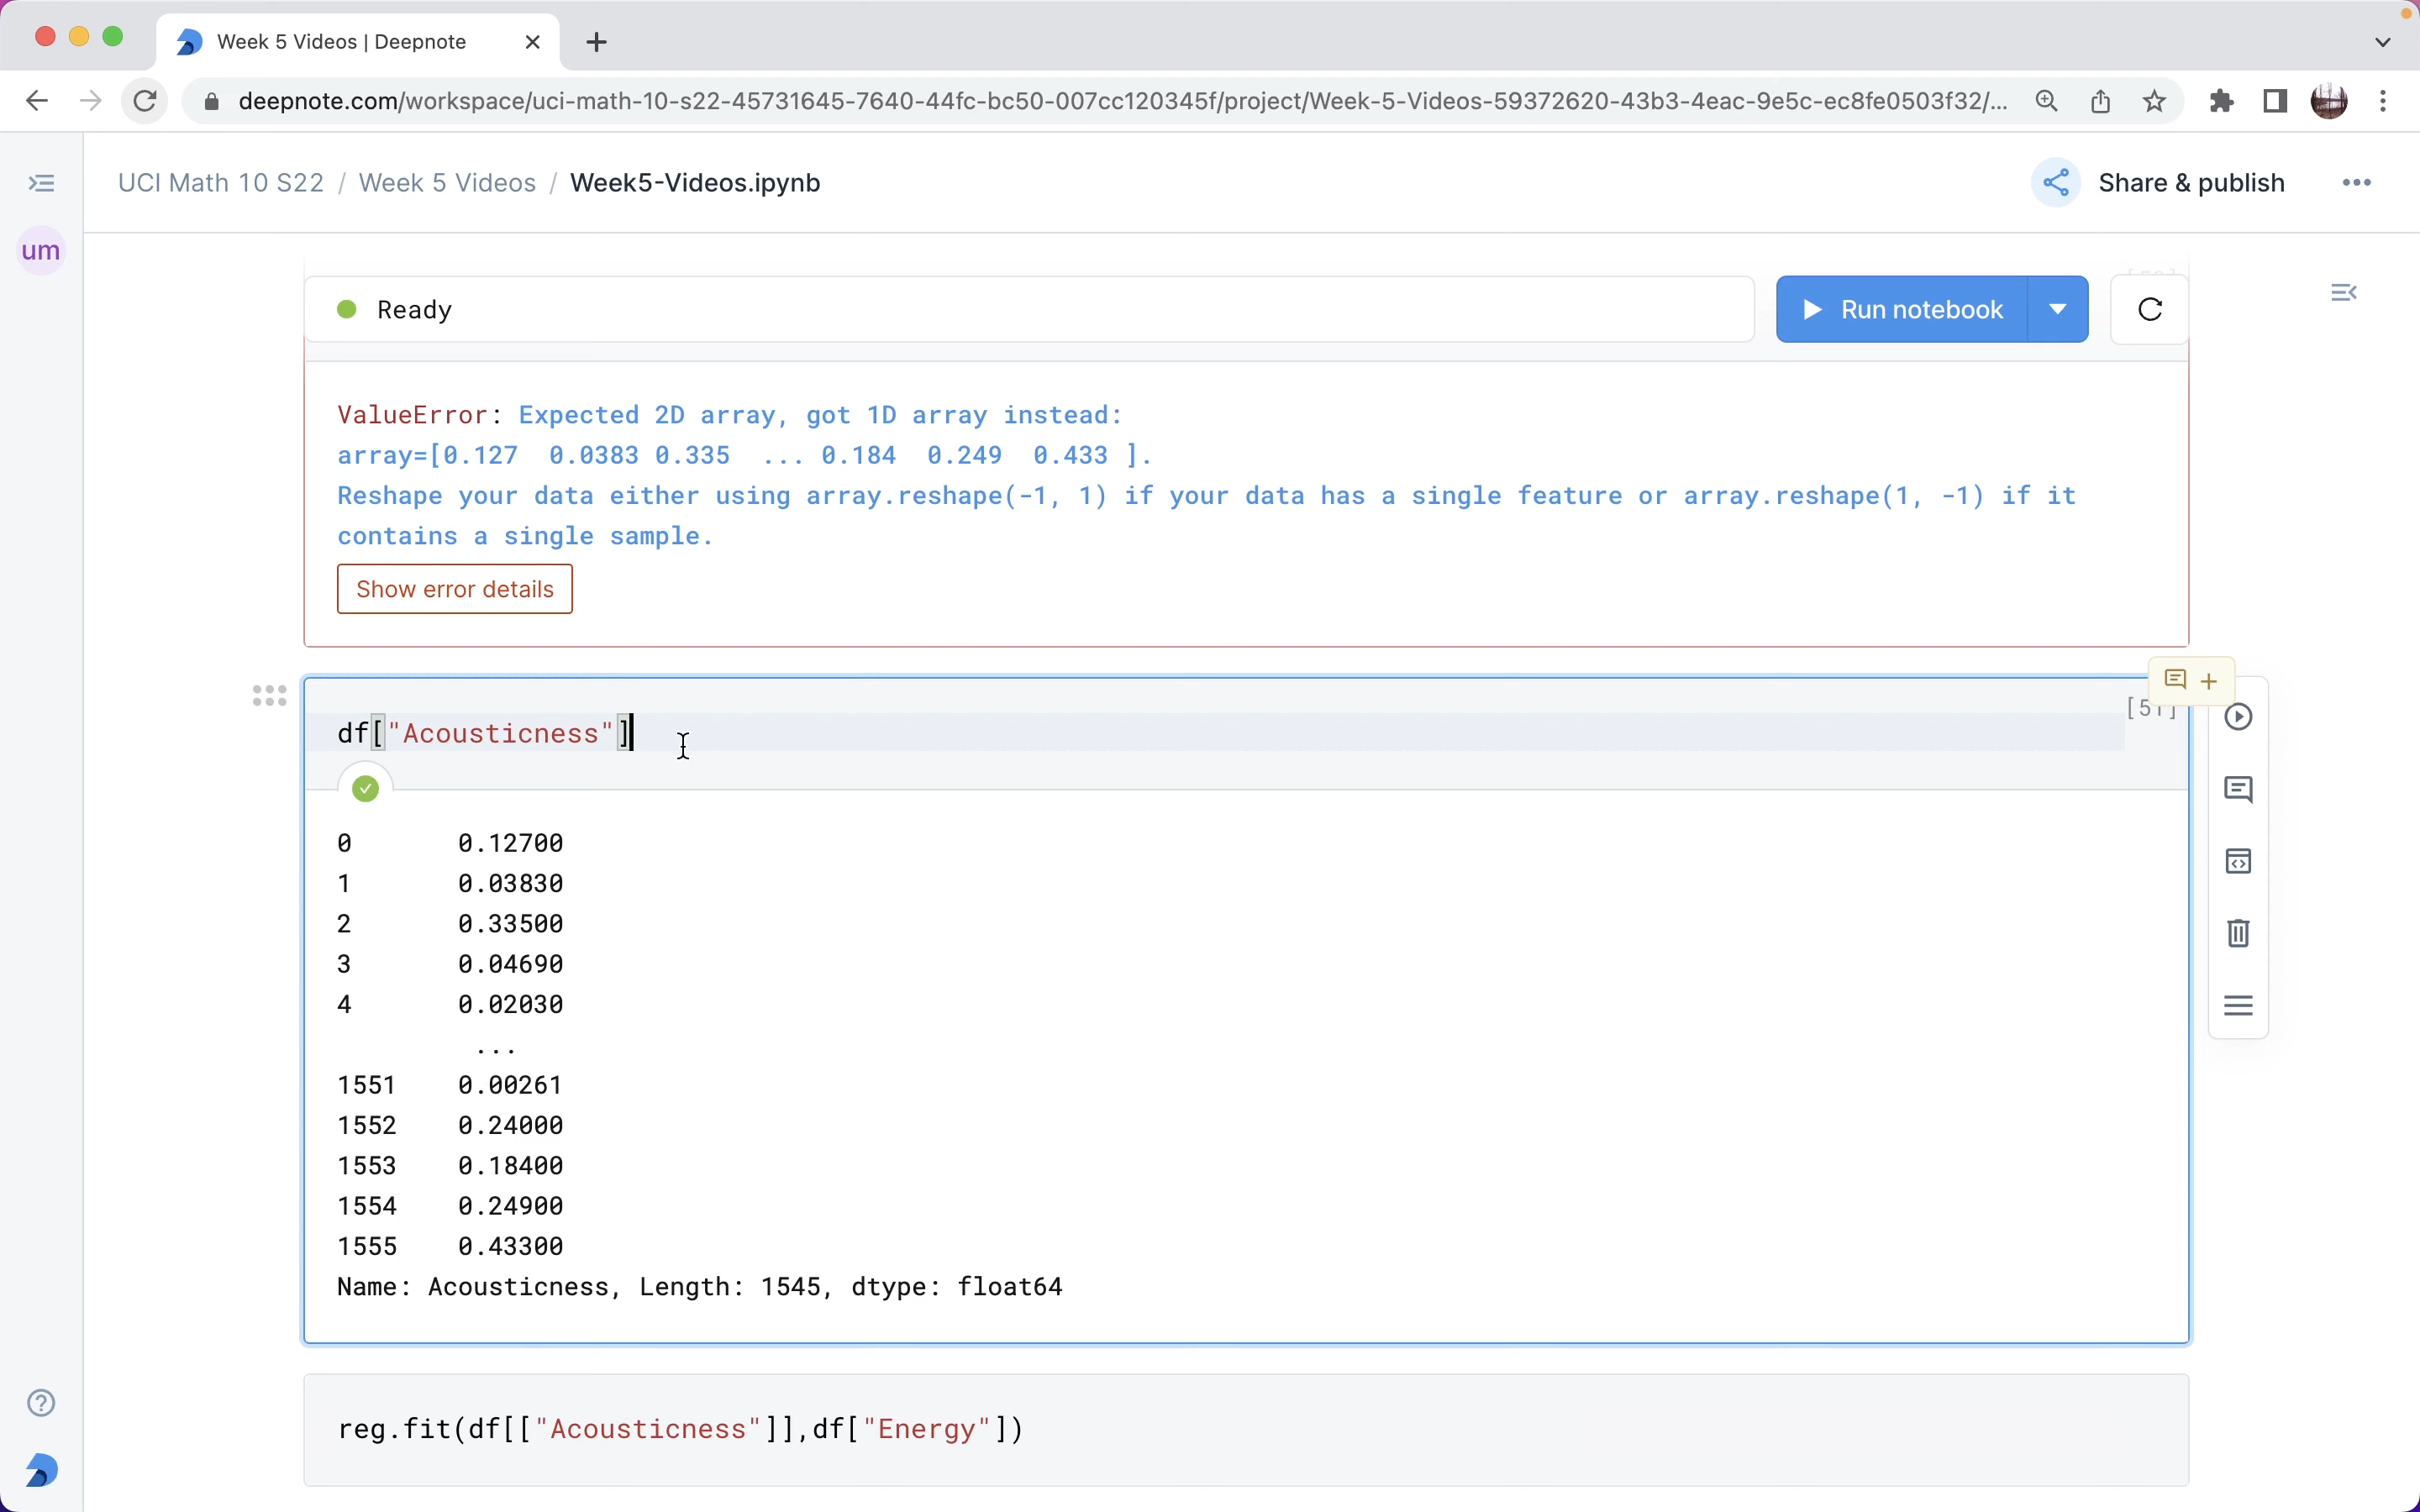 Week 5 Videos | Deepnote
deepnote.com/workspace/uci-math-10-s22-45731645-7640-44fc-bc50-007cc120345f/project/Week-5-Videos-59372620-43b3-4eac-9e5c-ec8fe0503f32/...
um
UCI Math 10 S22 / Week 5 Videos / Week5-Videos.ipynb
Share & publish
Ready
Run notebook
ValueError: Expected 2D array, got 1D array instead:
array=[0.127  0.0383 0.335  ... 0.184  0.249  0.433 ].
Reshape your data either using array.reshape(-1, 1) if your data has a single feature or array.reshape(1, -1) if it
contains a single sample.
Show error details
[51]
df["Acousticness"]
0       0.12700
1       0.03830
2       0.33500
3       0.04690
4       0.02030
...
1551    0.00261
1552    0.24000
1553    0.18400
1554    0.24900
1555    0.43300
Name: Acousticness, Length: 1545, dtype: float64
reg.fit(df[["Acousticness"]],df["Energy"])